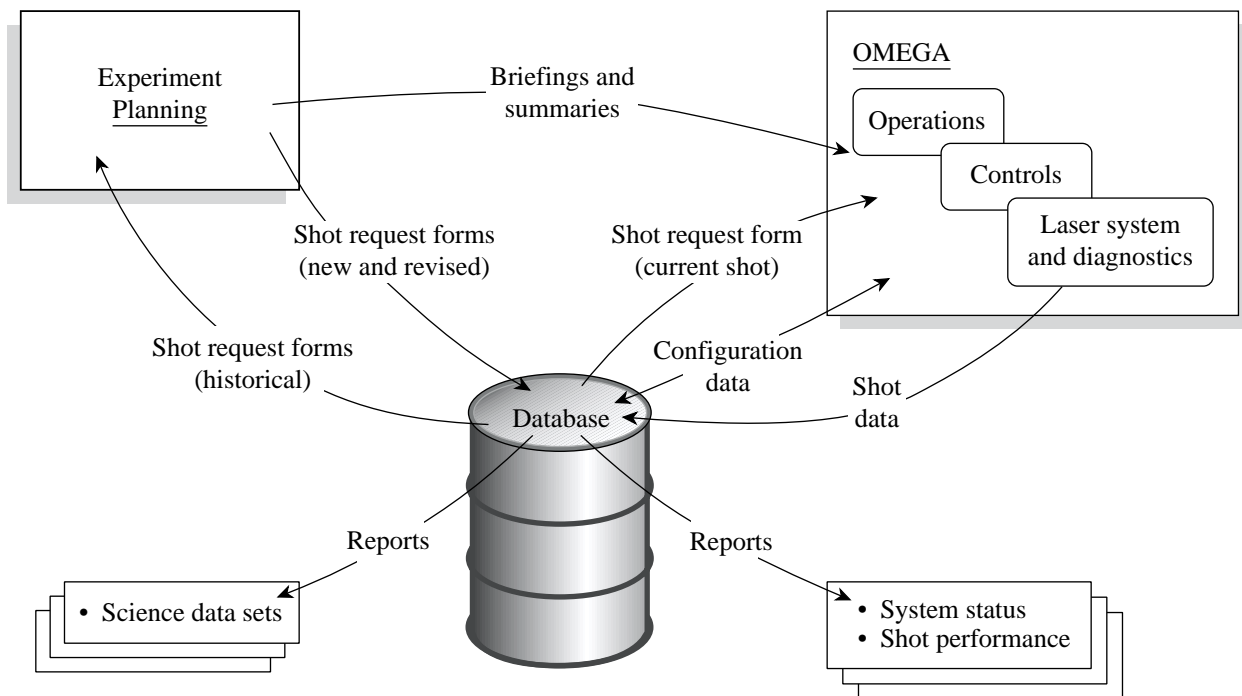 Experiment
Planning
Briefings and
summaries
OMEGA
Operations
Controls
Laser system
and diagnostics
Shot request forms
(new and revised)
Shot request form
(current shot)
Shot request forms
(historical)
Configuration
data
Shot
data
Database
Reports
Reports
• Science data sets
• System status
• Shot performance